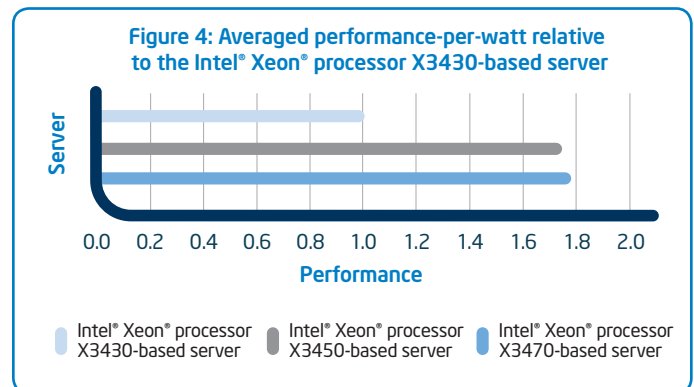 Figure 4: Averaged performance-per-watt relative
to the Intel® Xeon® processor X3430-based server
Server
0.0 0.2 0.4 0.6 0.8 1.0 1.2 1.4 1.6 1.8 2.0
Performance
Intel® Xeon® processor
X3430-based server
Intel® Xeon® processor
X3450-based server
Intel® Xeon® processor
X3470-based server